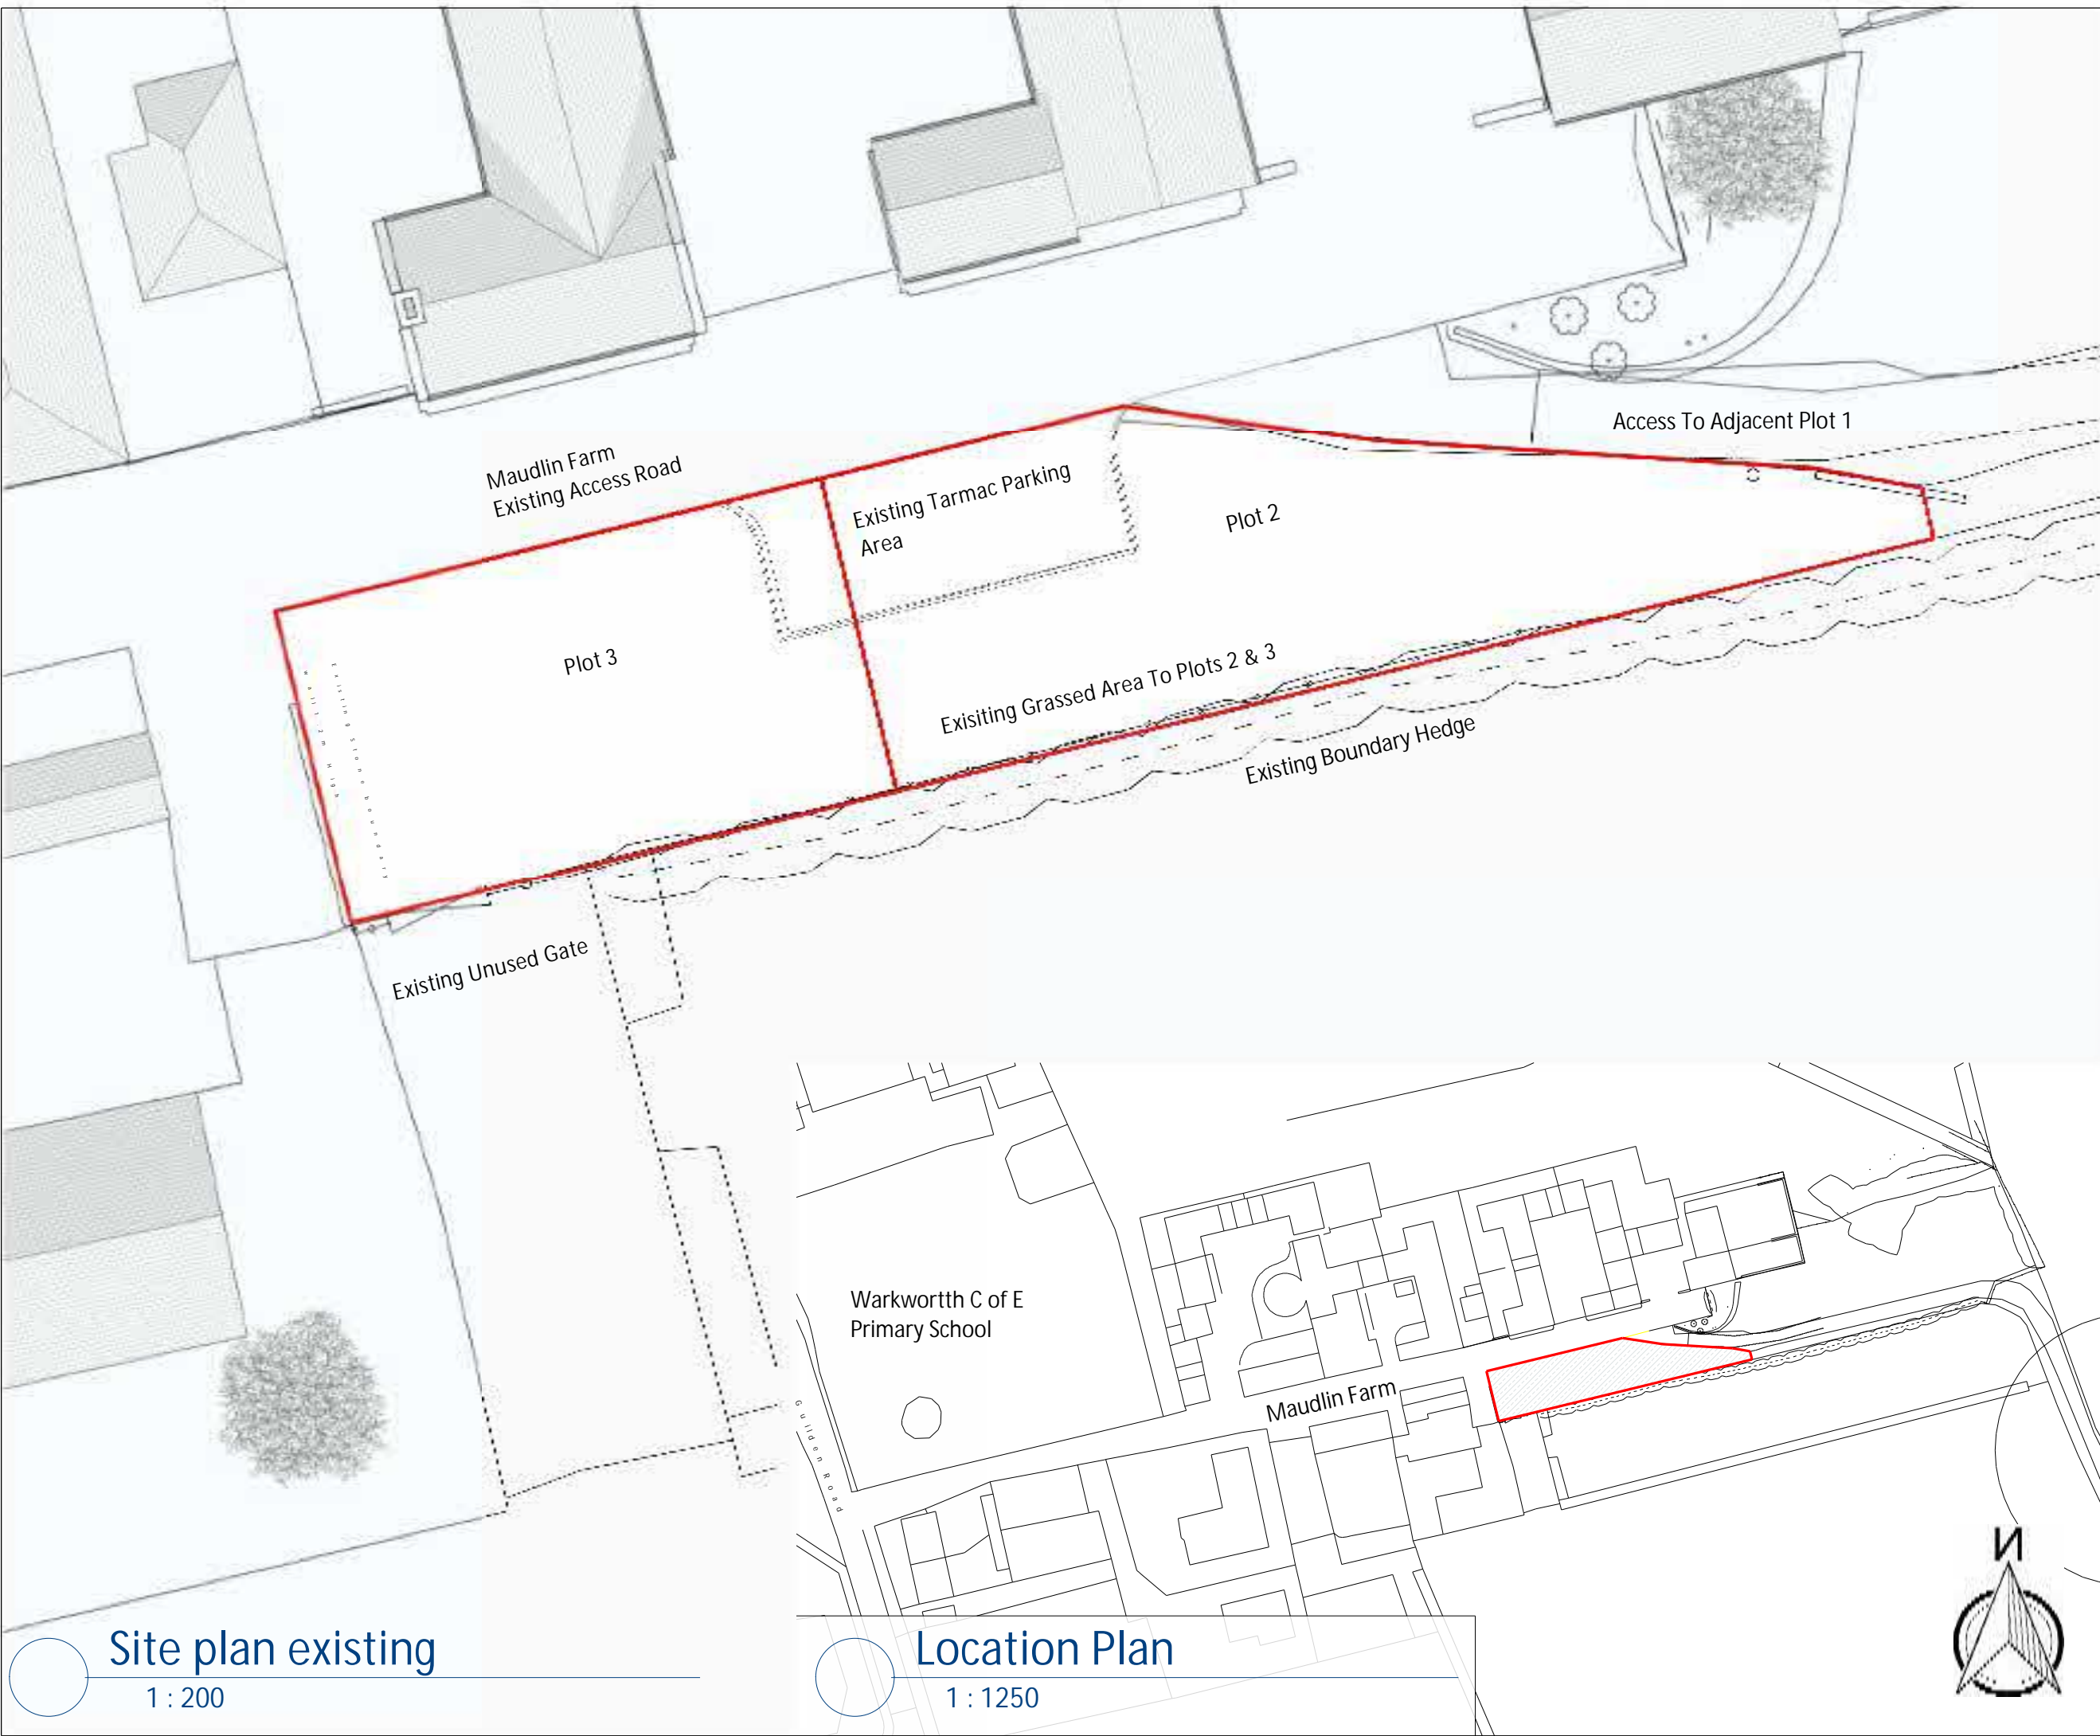 Access To Adjacent Plot 1
Maudlin Farm
Existing Access Road
Existing Tarmac Parking
Area
Plot 2
Plot 3
Exisiting Grassed Area To Plots 2 & 3
Existing Boundary Hedge
Existing Unused Gate
Warkwortth C of E
Primary School
Maudlin Farm
Guilden Road
N
Site plan existing
1 : 200
Location Plan
1 : 1250